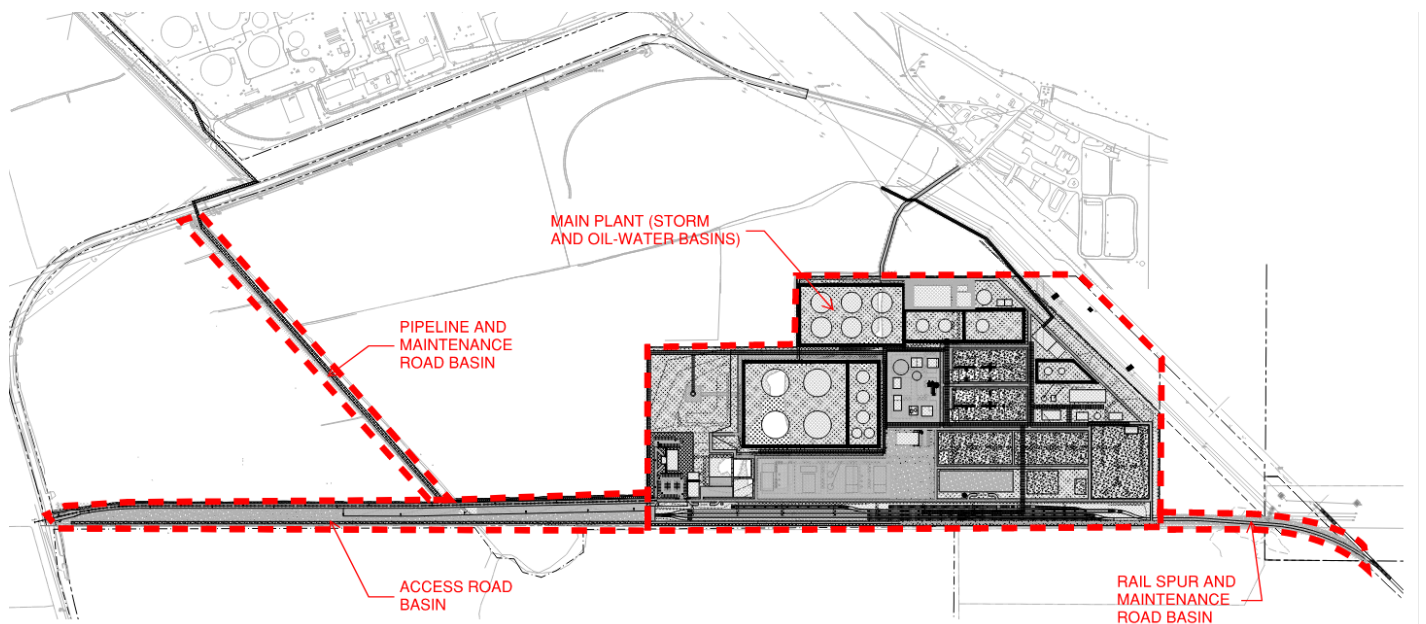 MAIN PLANT (STORM
AND OIL-WATER BASINS)
PIPELINE AND
MAINTENANCE
ROAD BASIN
ACCESS ROAD
BASIN
RAIL SPUR AND
MAINTENANCE
ROAD BASIN